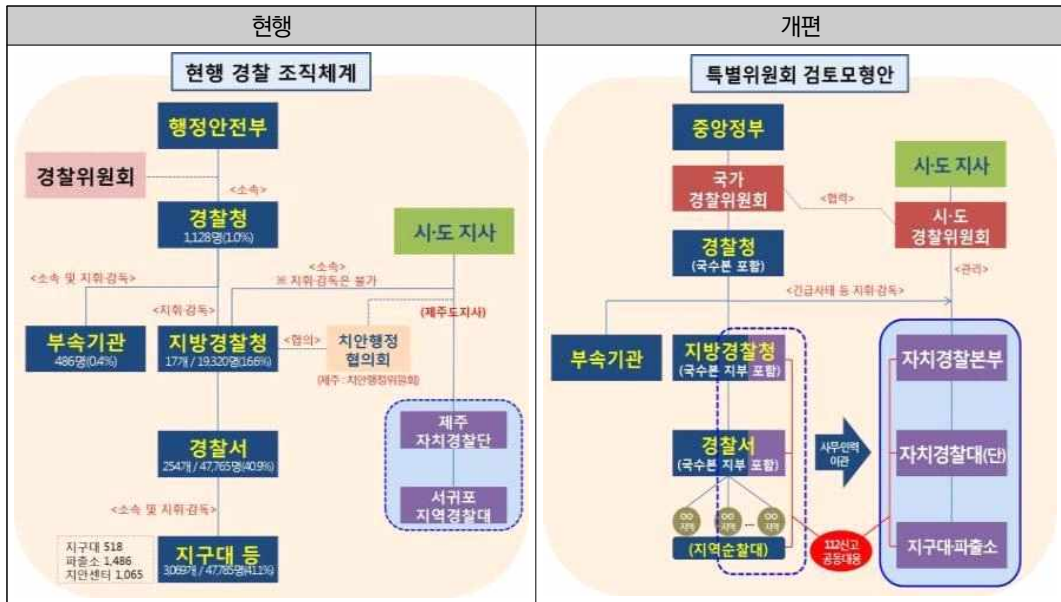 현행
현행 경찰 조직체계
행정안전부
경찰위원회
<소속>
경찰청
1,128명(1.0%)
시·도 지사
<소속>
※ 지휘·감독은 불가
<소속 및 지휘·감독>
<지휘·감독>
(제주도지사)
부속기관
486명(0.4%)
지방경찰청
17개 / 19,320명(16.6%)
<협의>
치안행정
협의회
(제주 : 치안행정위원회)
제주
자치경찰단
경찰서
254개 / 47,765명(40.9%)
서귀포
지역경찰대
<소속 및 지휘·감독>
지구대 518
파출소 1,486
치안센터 1,065
지구대 등
3,069개 / 47,765명(41.1%)
개편
특별위원회 검토모형안
중앙정부
국가
경찰위원회
시·도 지사
<협력>
시·도
경찰위원회
경찰청
(국수본 포함)
<관리>
<긴급사태 등 지휘·감독>
부속기관
지방경찰청
(국수본 지부 포함)
자치경찰본부
경찰서
(국수본 지부 포함)
사무·인력
이관
자치경찰대(단)
○○
지역
○○
지역
...
○○
지역
(지역순찰대)
112신고
공동대응
지구대·파출소